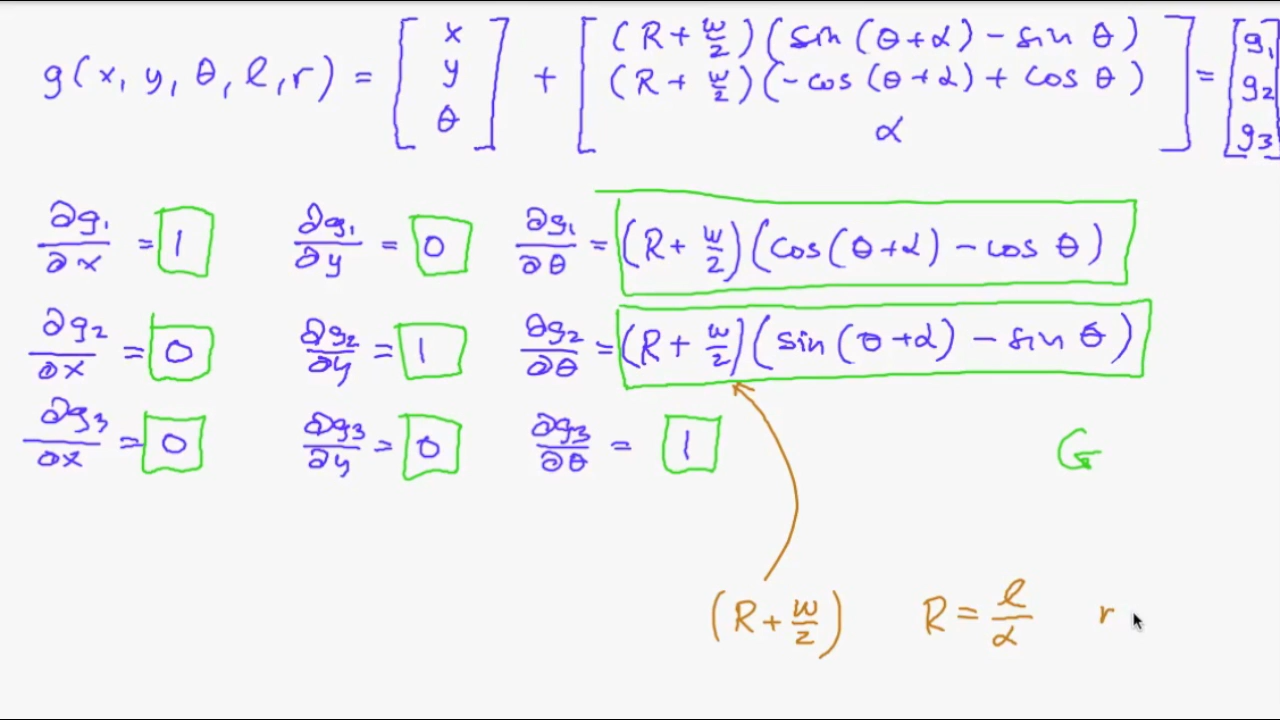 g(x, y, θ, l, r) = [x y θ] + [(R + w/2)(sin(θ+α) − sin θ) (R + w/2)(−cos(θ+α) + cos θ) α] = [g₁ g₂ g₃]
∂g₁/∂x = 1 ∂g₁/∂y = 0 ∂g₁/∂θ = (R + w/2)(cos(θ+α) − cos θ)
∂g₂/∂x = 0 ∂g₂/∂y = 1 ∂g₂/∂θ = (R + w/2)(sin(θ+α) − sin θ)
∂g₃/∂x = 0 ∂g₃/∂y = 0 ∂g₃/∂θ = 1 G
(R + w/2) R = l/α r